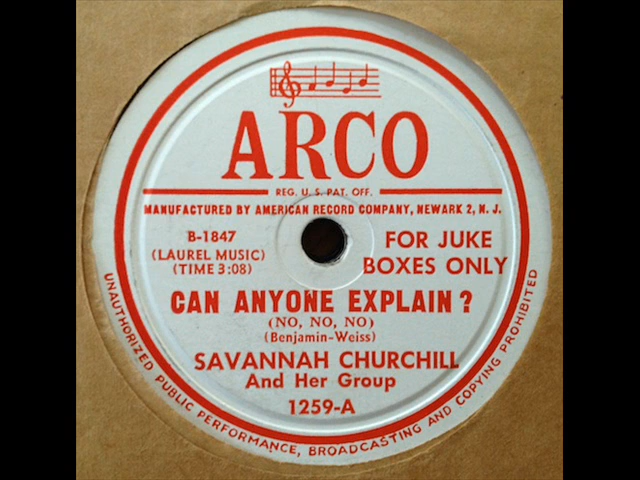 ARCO
REG. U. S. PAT. OFF.
MANUFACTURED BY AMERICAN RECORD COMPANY, NEWARK 2, N. J.
B-1847
(LAUREL MUSIC)
(TIME 3:08)
FOR JUKE
BOXES ONLY
CAN ANYONE EXPLAIN?
(NO, NO, NO)
(Benjamin-Weiss)
SAVANNAH CHURCHILL
And Her Group
1259-A
UNAUTHORIZED PUBLIC PERFORMANCE, BROADCASTING AND COPYING PROHIBITED